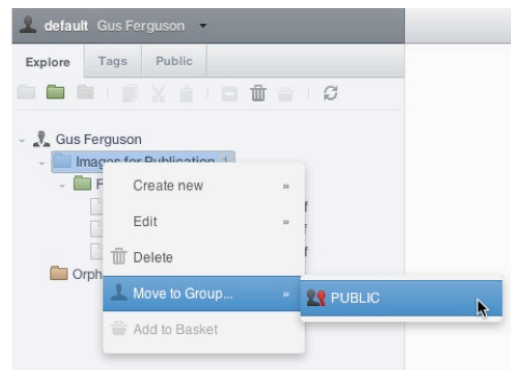 default Gus Ferguson
Explore Tags Public
Gus Ferguson
Images for Publication 1
F
Create new »
f
Edit »
f
Delete
f
Orph
Move to Group... »
PUBLIC
Add to Basket